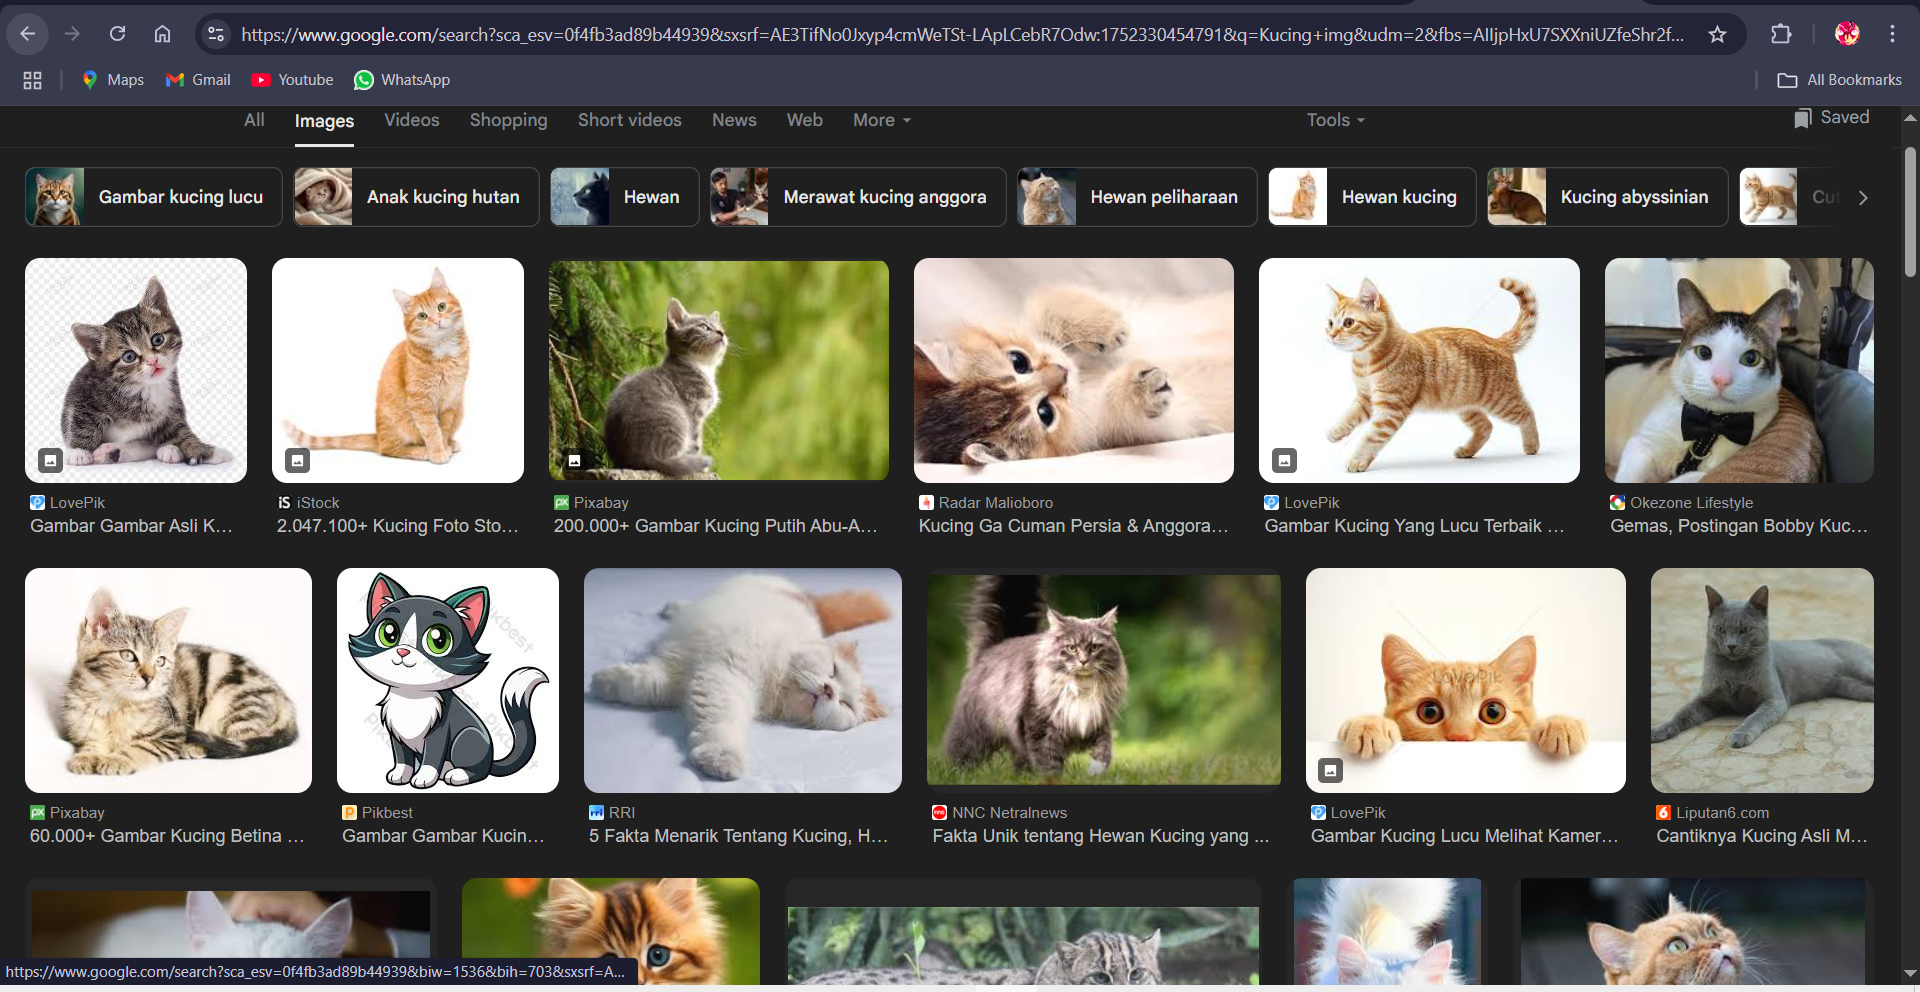 https://www.google.com/search?sca_esv=0f4fb3ad89b44939&sxsrf=AE3TifNo0Jxyp4cmWeTSt-LApLCebR7Odw:1752330454791&q=Kucing+img&udm=2&fbs=AIIjpHxU7SXXniUZfeShr2f...
Maps Gmail Youtube WhatsApp All Bookmarks
All Images Videos Shopping Short videos News Web More Tools Saved
Gambar kucing lucu Anak kucing hutan Hewan Merawat kucing anggora Hewan peliharaan Hewan kucing Kucing abyssinian Cut
LovePik iStock Pixabay Radar Malioboro LovePik Okezone Lifestyle
Gambar Gambar Asli K... 2.047.100+ Kucing Foto Sto... 200.000+ Gambar Kucing Putih Abu-A... Kucing Ga Cuman Persia & Anggora... Gambar Kucing Yang Lucu Terbaik ... Gemas, Postingan Bobby Kuc...
Pixabay Pikbest RRI NNC Netralnews LovePik Liputan6.com
60.000+ Gambar Kucing Betina ... Gambar Gambar Kucin... 5 Fakta Menarik Tentang Kucing, H... Fakta Unik tentang Hewan Kucing yang ... Gambar Kucing Lucu Melihat Kamer... Cantiknya Kucing Asli M...
https://www.google.com/search?sca_esv=0f4fb3ad89b44939&biw=1536&bih=703&sxsrf=A...